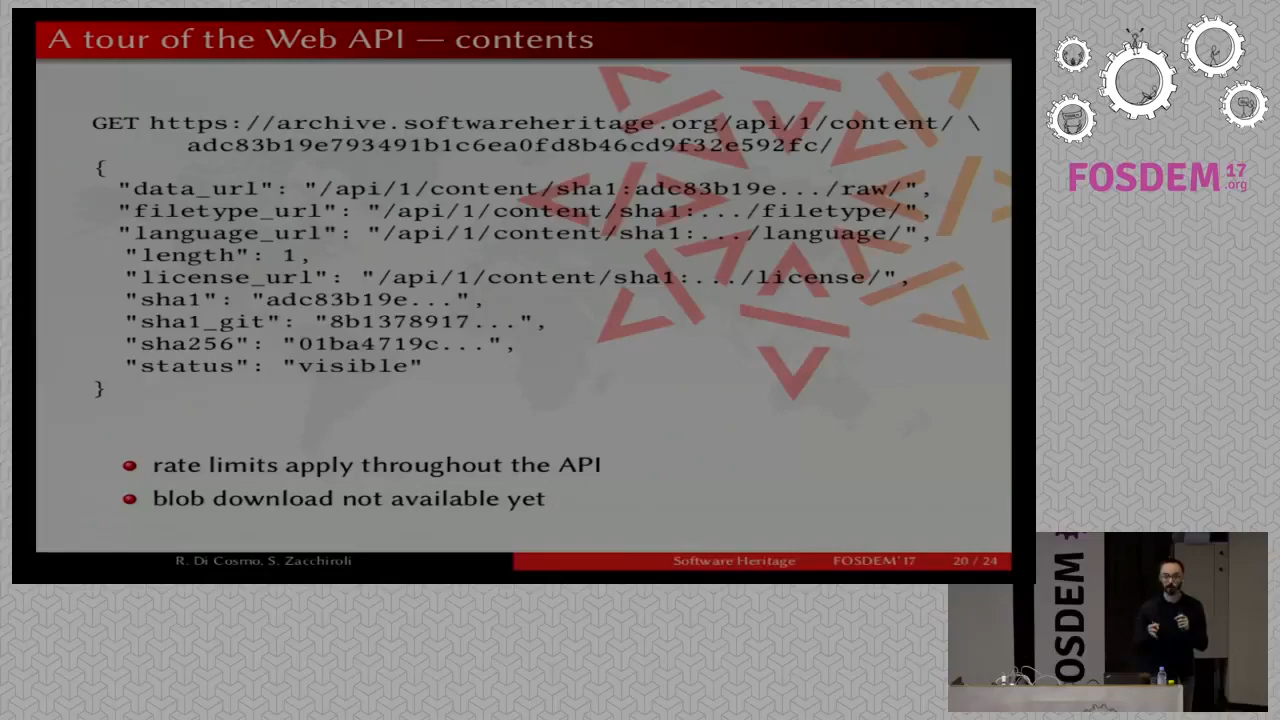 A tour of the Web API — contents
GET https://archive.softwareheritage.org/api/1/content/ \
adc83b19e793491b1c6ea0fd8b46cd9f32e592fc/
{
"data_url": "/api/1/content/sha1:adc83b19e.../raw/",
"filetype_url": "/api/1/content/sha1:.../filetype/",
"language_url": "/api/1/content/sha1:.../language/",
"length": 1,
"license_url": "/api/1/content/sha1:.../license/",
"sha1": "adc83b19e...",
"sha1_git": "8b1378917...",
"sha256": "01ba4719c...",
"status": "visible"
}
rate limits apply throughout the API
blob download not available yet
R. Di Cosmo, S. Zacchiroli
Software Heritage
FOSDEM'17
20 / 24
FOSDEM 17
.org
OSDEM